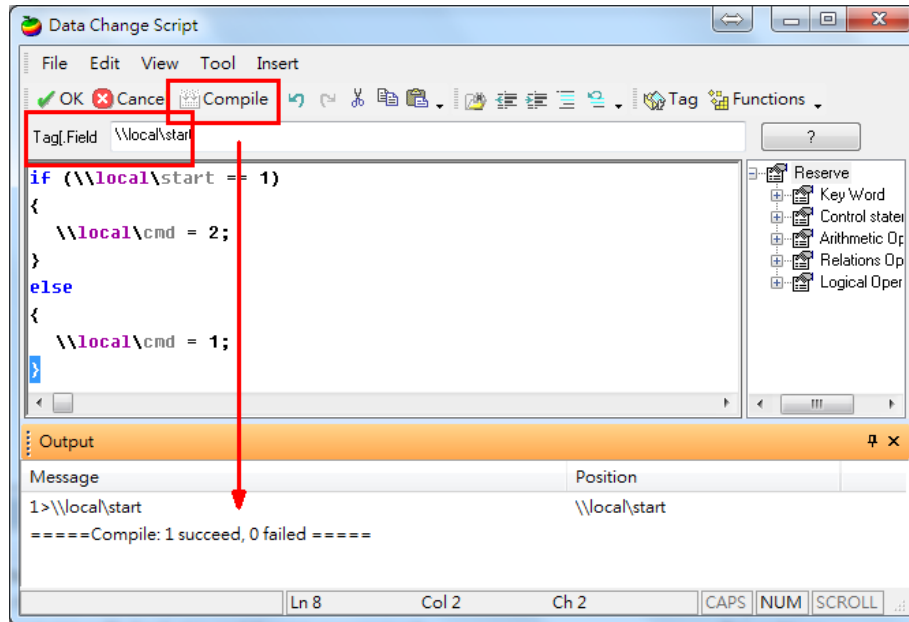 Data Change Script
File Edit View Tool Insert
OK Cance Compile Tag Functions
Tag[.Field \\local\start ?
if (\\local\start == 1)
{
\\local\cmd = 2;
}
else
{
\\local\cmd = 1;
}
Reserve
Key Word
Control stater
Arithmetic Op
Relations Op
Logical Oper
Output
Message Position
1>\\local\start \\local\start
=====Compile: 1 succeed, 0 failed =====
Ln 8 Col 2 Ch 2 CAPS NUM SCROLL